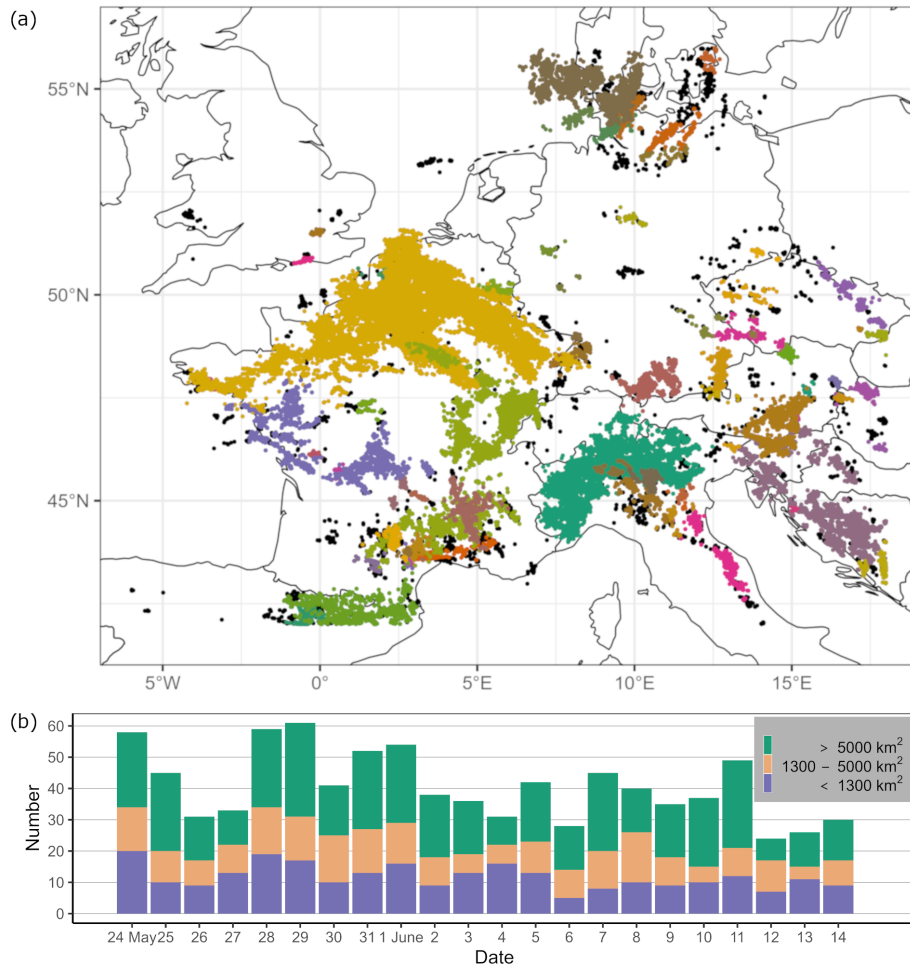 (a)
55°N
50°N
45°N
5°W 0° 5°E 10°E 15°E
(b)
60
50
40
30
20
10
0
Number
> 5000 km²
1300 − 5000 km²
< 1300 km²
24 May 25 26 27 28 29 30 31 1 June 2 3 4 5 6 7 8 9 10 11 12 13 14
Date